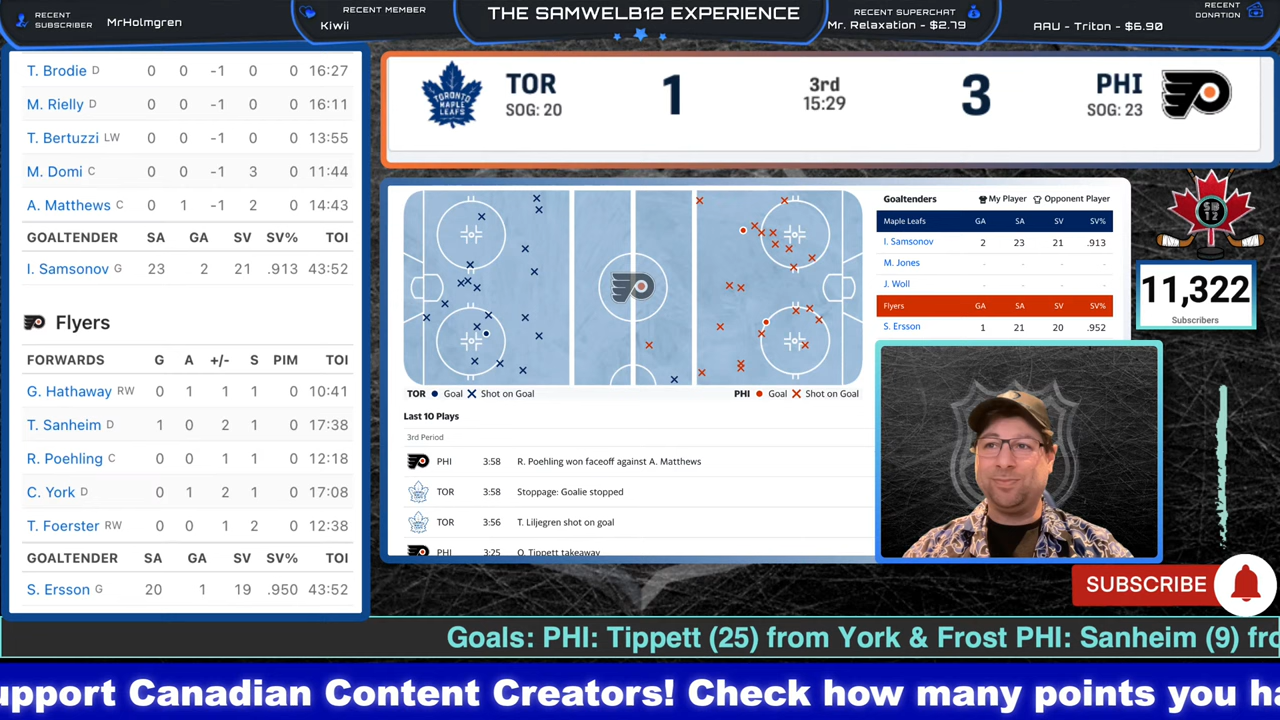 RECENT SUBSCRIBER
MrHolmgren
RECENT MEMBER
Kiwii
THE SAMWELB12 EXPERIENCE
RECENT SUPERCHAT
Mr. Relaxation - $2.79
RECENT DONATION
AAU - Triton - $6.90
T. Brodie D 0 0 -1 0 0 16:27
M. Rielly D 0 0 -1 0 0 16:11
T. Bertuzzi LW 0 0 -1 0 0 13:55
M. Domi C 0 0 -1 3 0 11:44
A. Matthews C 0 1 -1 2 0 14:43
GOALTENDER SA GA SV SV% TOI
I. Samsonov G 23 2 21 .913 43:52
Flyers
FORWARDS G A +/- S PIM TOI
G. Hathaway RW 0 1 1 1 0 10:41
T. Sanheim D 1 0 2 1 0 17:38
R. Poehling C 0 0 1 1 0 12:18
C. York D 0 1 2 1 0 17:08
T. Foerster RW 0 0 1 2 0 12:38
GOALTENDER SA GA SV SV% TOI
S. Ersson G 20 1 19 .950 43:52
TORONTO MAPLE LEAFS
TOR
SOG: 20
1
3rd
15:29
3
PHI
SOG: 23
TOR Goal Shot on Goal
PHI Goal Shot on Goal
Last 10 Plays
3rd Period
PHI 3:58 R. Poehling won faceoff against A. Matthews
TOR 3:58 Stoppage: Goalie stopped
TOR 3:56 T. Liljegren shot on goal
PHI 3:25 O. Tippett takeaway
Goaltenders My Player Opponent Player
Maple Leafs GA SA SV SV%
I. Samsonov 2 23 21 .913
M. Jones - - - -
J. Woll - - - -
Flyers GA SA SV SV%
S. Ersson 1 21 20 .952
SB
12
11,322
Subscribers
SUBSCRIBE
Goals: PHI: Tippett (25) from York & Frost PHI: Sanheim (9) fro
upport Canadian Content Creators! Check how many points you ha